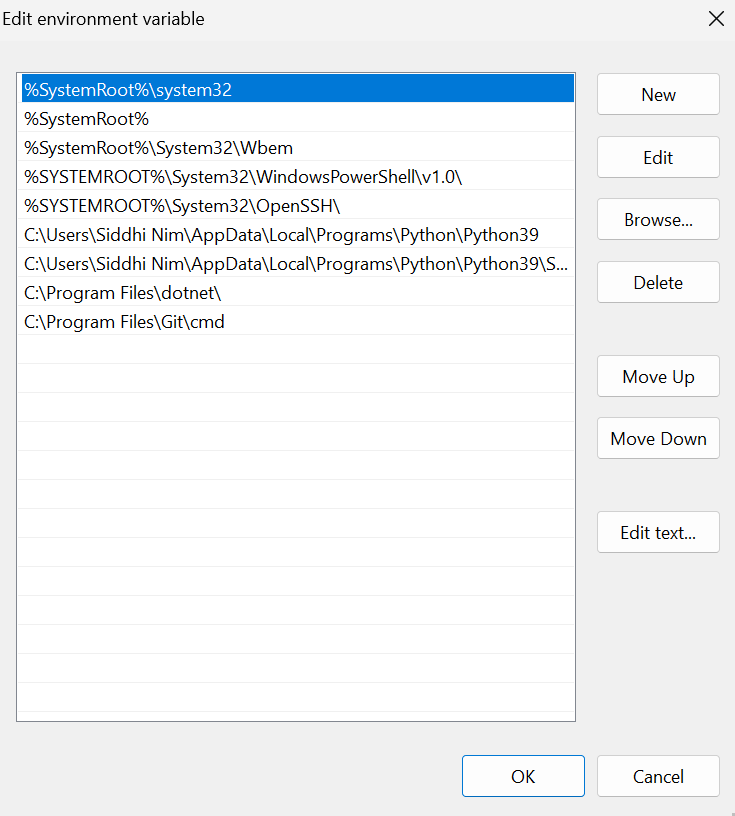 Edit environment variable
%SystemRoot%\system32
New
%SystemRoot%
%SystemRoot%\System32\Wbem
Edit
%SYSTEMROOT%\System32\WindowsPowerShell\v1.0\
%SYSTEMROOT%\System32\OpenSSH\
Browse...
C:\Users\Siddhi Nim\AppData\Local\Programs\Python\Python39
C:\Users\Siddhi Nim\AppData\Local\Programs\Python\Python39\S...
Delete
C:\Program Files\dotnet\
C:\Program Files\Git\cmd
Move Up
Move Down
Edit text...
OK
Cancel